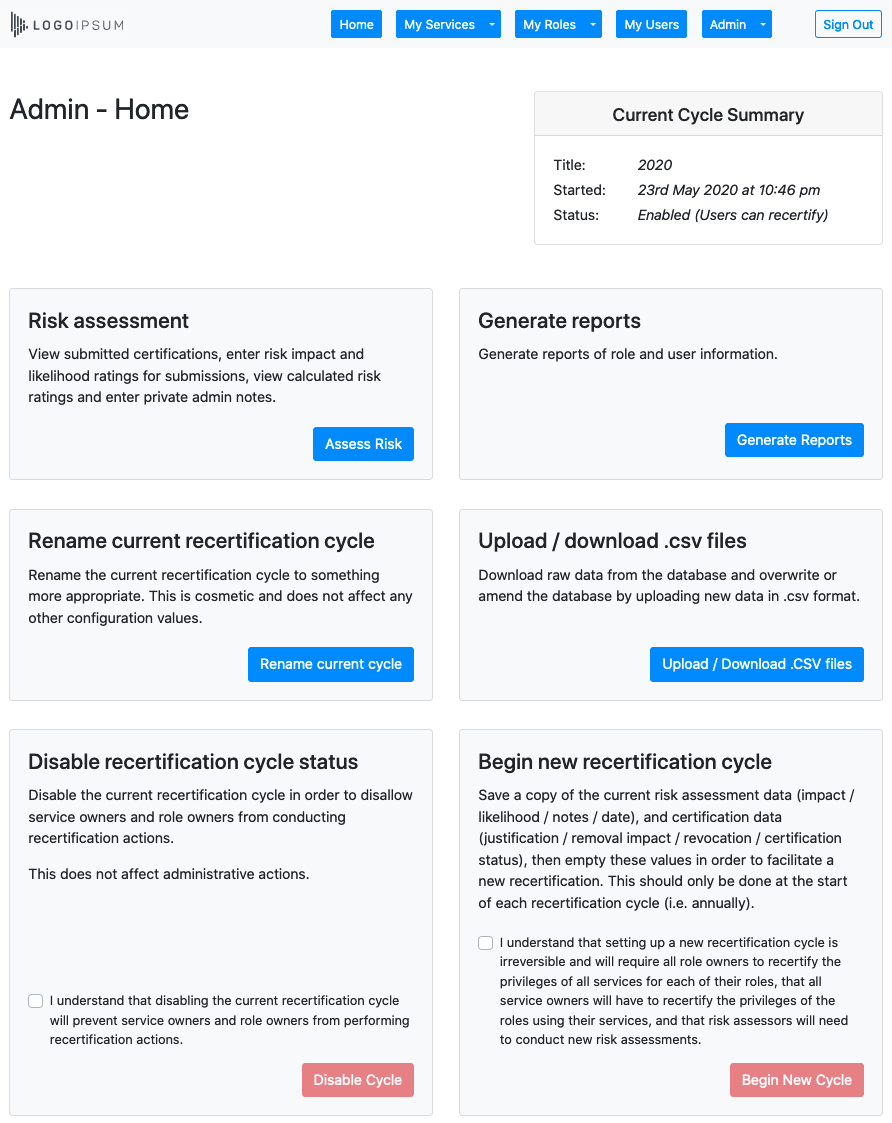 LOGOIPSUM
Home
My Services
My Roles
My Users
Admin
Sign Out
Admin - Home
Current Cycle Summary
Title: 2020
Started: 23rd May 2020 at 10:46 pm
Status: Enabled (Users can recertify)
Risk assessment
View submitted certifications, enter risk impact and
likelihood ratings for submissions, view calculated risk
ratings and enter private admin notes.
Assess Risk
Generate reports
Generate reports of role and user information.
Generate Reports
Rename current recertification cycle
Rename the current recertification cycle to something
more appropriate. This is cosmetic and does not affect any
other configuration values.
Rename current cycle
Upload / download .csv files
Download raw data from the database and overwrite or
amend the database by uploading new data in .csv format.
Upload / Download .CSV files
Disable recertification cycle status
Disable the current recertification cycle in order to disallow
service owners and role owners from conducting
recertification actions.
This does not affect administrative actions.
I understand that disabling the current recertification cycle
will prevent service owners and role owners from performing
recertification actions.
Disable Cycle
Begin new recertification cycle
Save a copy of the current risk assessment data (impact /
likelihood / notes / date), and certification data
(justification / removal impact / revocation / certification
status), then empty these values in order to facilitate a
new recertification. This should only be done at the start
of each recertification cycle (i.e. annually).
I understand that setting up a new recertification cycle is
irreversible and will require all role owners to recertify the
privileges of all services for each of their roles, that all
service owners will have to recertify the privileges of the
roles using their services, and that risk assessors will need
to conduct new risk assessments.
Begin New Cycle